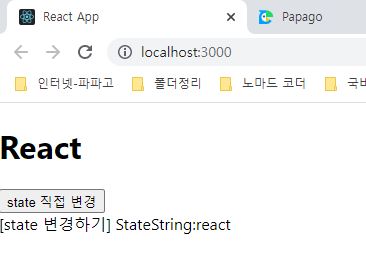 React App
Papago
localhost:3000
인터넷-파파고 폴더정리 노마드 코더 국비
React
state 직접 변경
[state 변경하기] StateString:react